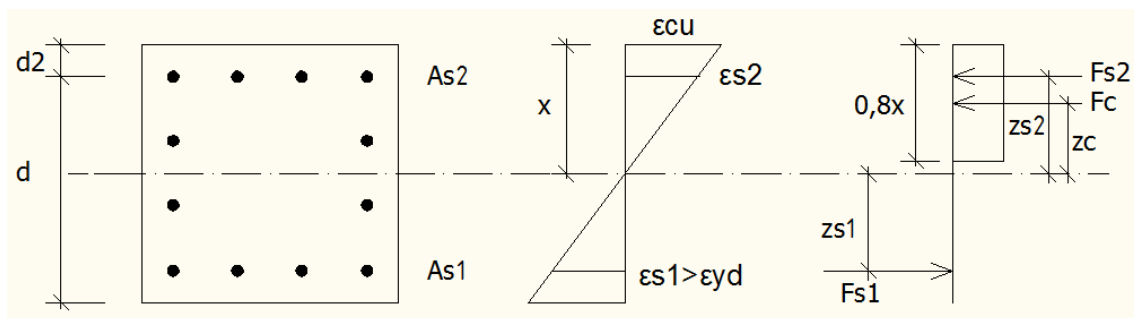 d2
d
As2
As1
εcu
εs2
x
εs1>εyd
0,8x
Fs2
Fc
zs2
zc
zs1
Fs1